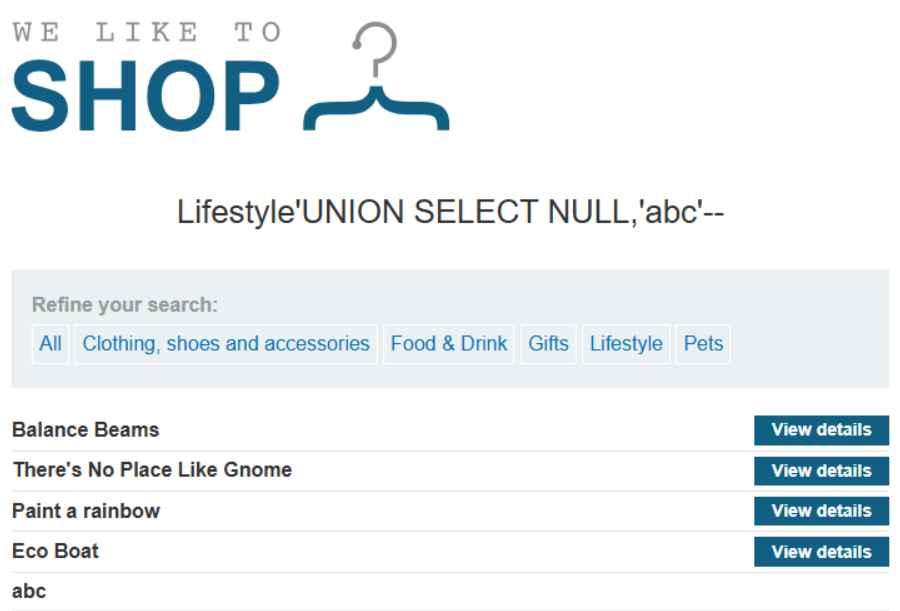 WE LIKE TO
SHOP
Lifestyle'UNION SELECT NULL,'abc'--
Refine your search:
All Clothing, shoes and accessories Food & Drink Gifts Lifestyle Pets
Balance Beams View details
There's No Place Like Gnome View details
Paint a rainbow View details
Eco Boat View details
abc